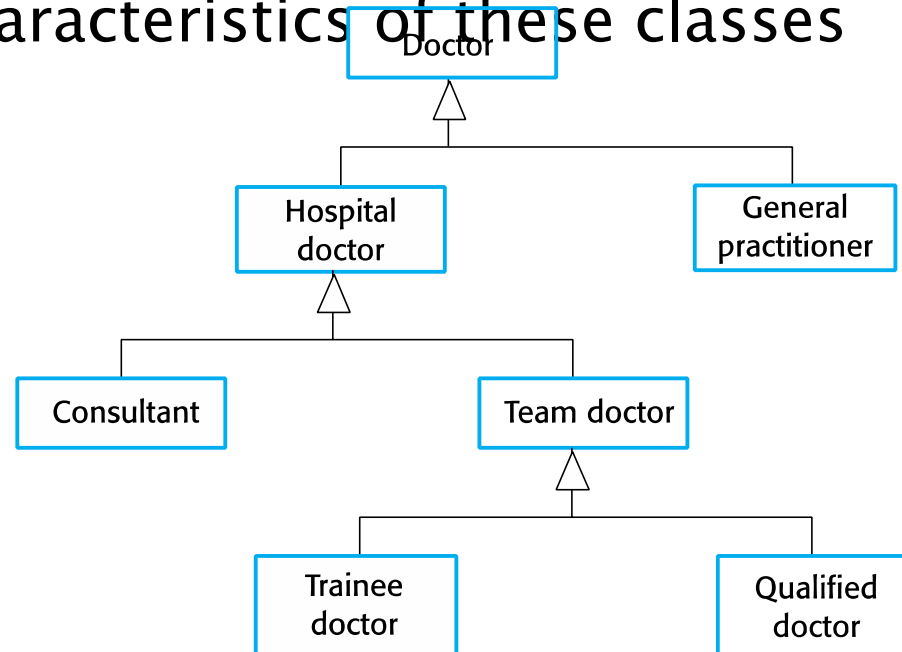 aracteristics of these classes
Doctor
Hospital
doctor
General
practitioner
Consultant
Team doctor
Trainee
doctor
Qualified
doctor